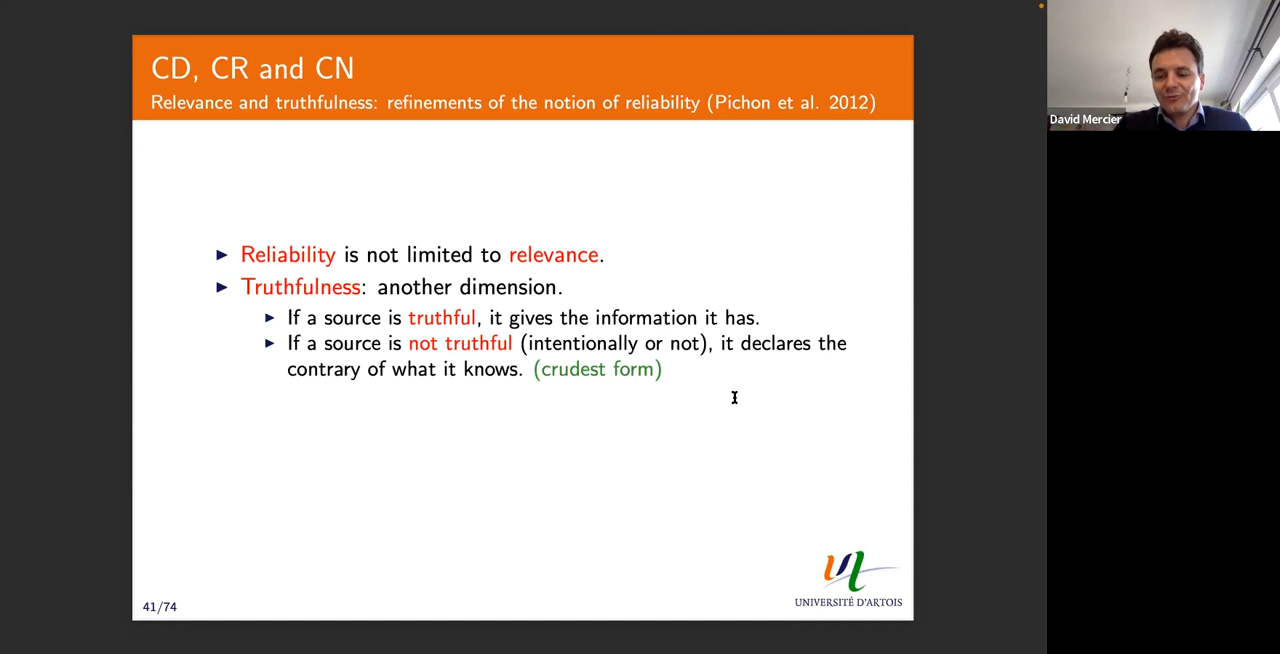 CD, CR and CN
Relevance and truthfulness: refinements of the notion of reliability (Pichon et al. 2012)
David Mercier
▶ Reliability is not limited to relevance.
▶ Truthfulness: another dimension.
▶ If a source is truthful, it gives the information it has.
▶ If a source is not truthful (intentionally or not), it declares the
contrary of what it knows. (crudest form)
UNIVERSITÉ D'ARTOIS
41/74